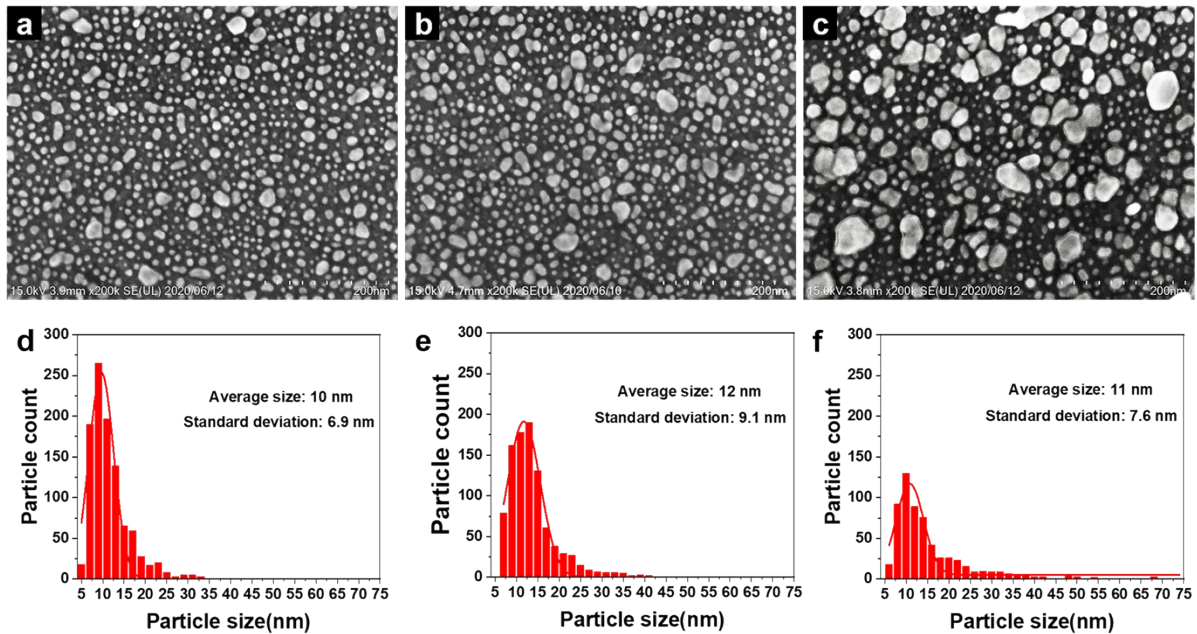 a
b
c
15.0kV 3.9mm x200k SE(UL) 2020/06/12
200nm
15.0kV 4.7mm x200k SE(UL) 2020/06/10
200nm
15.0kV 3.8mm x200k SE(UL) 2020/06/12
200nm
d
300
250
200
150
100
50
0
Particle count
Average size: 10 nm
Standard deviation: 6.9 nm
5 10 15 20 25 30 35 40 45 50 55 60 65 70 75
Particle size(nm)
e
300
250
200
150
100
50
0
Particle count
Average size: 12 nm
Standard deviation: 9.1 nm
5 10 15 20 25 30 35 40 45 50 55 60 65 70 75
Particle size(nm)
f
300
250
200
150
100
50
0
Particle count
Average size: 11 nm
Standard deviation: 7.6 nm
5 10 15 20 25 30 35 40 45 50 55 60 65 70 75
Particle size(nm)